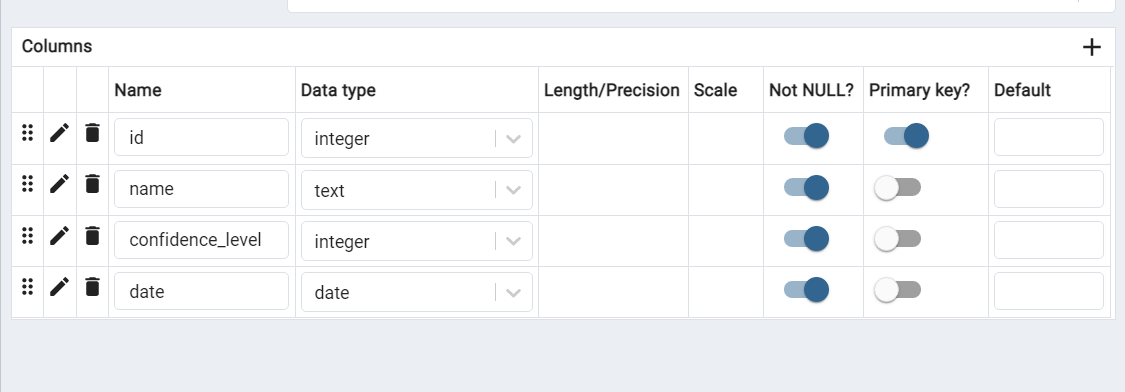 Columns
Name Data type Length/Precision Scale Not NULL? Primary key? Default
id integer
name text
confidence_level integer
date date